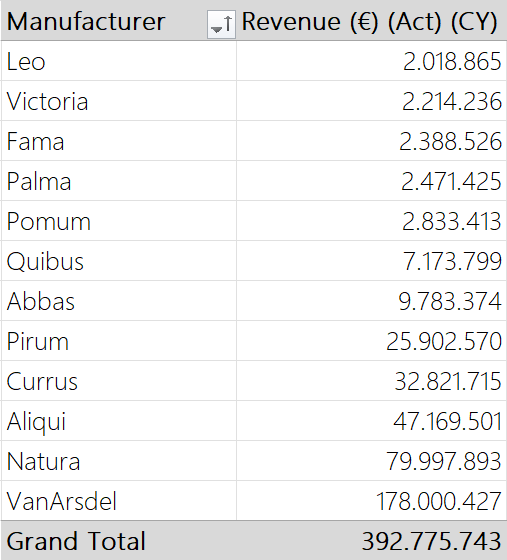 Manufacturer Revenue (€) (Act) (CY)
Leo 2.018.865
Victoria 2.214.236
Fama 2.388.526
Palma 2.471.425
Pomum 2.833.413
Quibus 7.173.799
Abbas 9.783.374
Pirum 25.902.570
Currus 32.821.715
Aliqui 47.169.501
Natura 79.997.893
VanArsdel 178.000.427
Grand Total 392.775.743